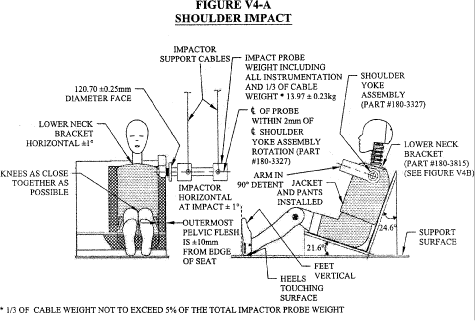 FIGURE V4-A
SHOULDER IMPACT
IMPACTOR
SUPPORT CABLES
IMPACT PROBE
WEIGHT INCLUDING
ALL INSTRUMENTATION
AND 1/3 OF CABLE
WEIGHT * 13.97 ± 0.23kg
SHOULDER
YOKE
ASSEMBLY
(PART #180-3327)
120.70 ±0.25mm
DIAMETER FACE
LOWER NECK
BRACKET
HORIZONTAL ±1°
℄ OF PROBE
WITHIN 2mm OF
℄ SHOULDER
YOKE ASSEMBLY
ROTATION (PART
#180-3327)
LOWER NECK
BRACKET
(PART #180-3815)
(SEE FIGURE V4B)
KNEES AS CLOSE
TOGETHER AS
POSSIBLE
IMPACTOR
HORIZONTAL
AT IMPACT ± 1°
ARM IN
90° DETENT
JACKET
AND PANTS
INSTALLED
OUTERMOST
PELVIC FLESH
IS ±10mm
FROM EDGE
OF SEAT
24.6°
21.6°
SUPPORT
SURFACE
FEET
VERTICAL
HEELS
TOUCHING
SURFACE
* 1/3 OF CABLE WEIGHT NOT TO EXCEED 5% OF THE TOTAL IMPACTOR PROBE WEIGHT